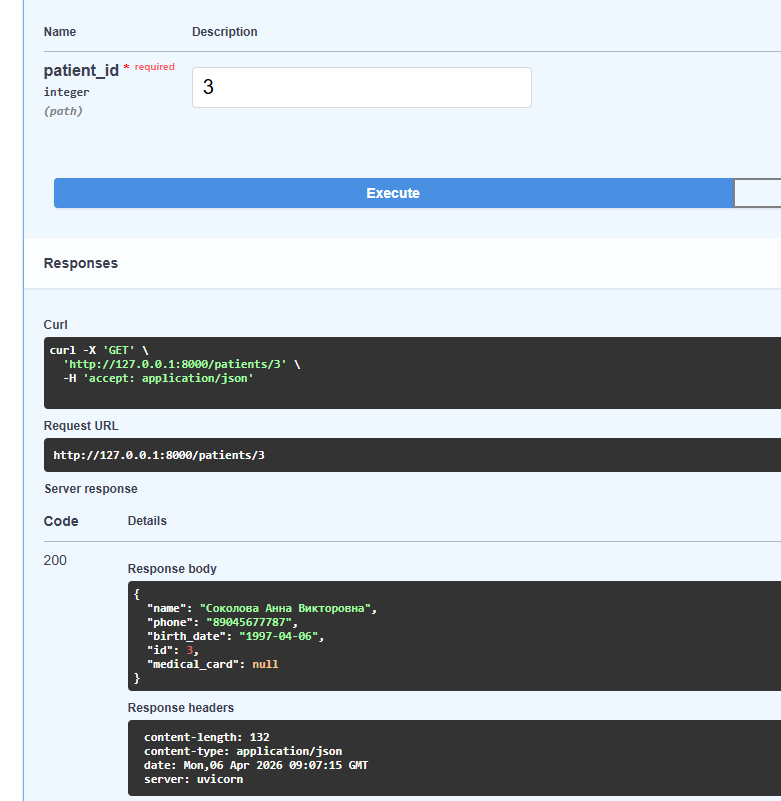 Name Description
patient_id * required
integer
(path)
3
Execute
Responses
Curl
curl -X 'GET' \
  'http://127.0.0.1:8000/patients/3' \
  -H 'accept: application/json'
Request URL
http://127.0.0.1:8000/patients/3
Server response
Code Details
200
Response body
{
  "name": "Соколова Анна Викторовна",
  "phone": "89045677787",
  "birth_date": "1997-04-06",
  "id": 3,
  "medical_card": null
}
Response headers
content-length: 132
content-type: application/json
date: Mon,06 Apr 2026 09:07:15 GMT
server: uvicorn